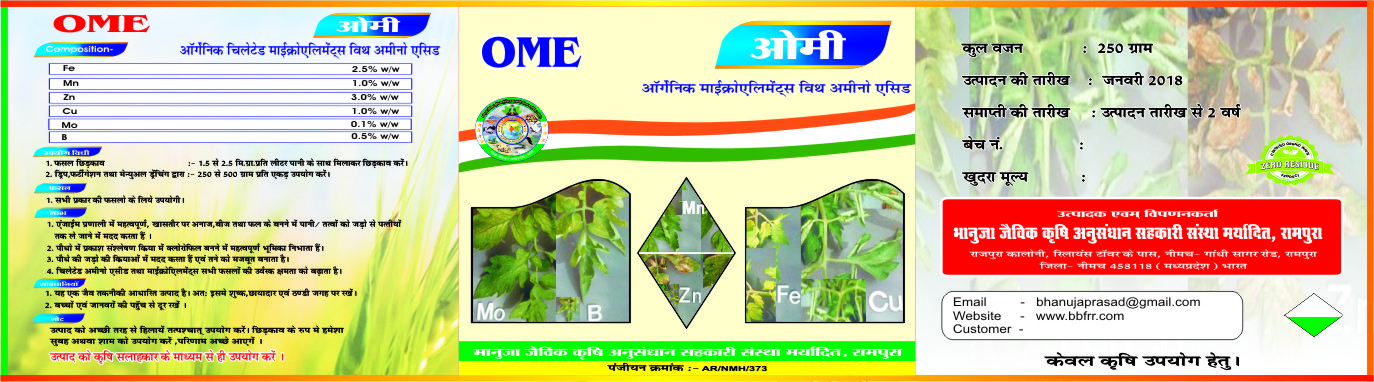 OME
ओमी
Composition-
ऑर्गेनिक चिलेटेड माईक्रोएलिमेंट्स विथ अमीनो एसिड
Fe 2.5% w/w
Mn 1.0% w/w
Zn 3.0% w/w
Cu 1.0% w/w
Mo 0.1% w/w
B 0.5% w/w
उपयोग विधी
1. फसल छिड़काव :- 1.5 से 2.5 मि.ग्रा.प्रति लीटर पानी के साथ मिलाकर छिड़काव करें।
2. ड्रिप,फर्टीगेशन तथा मेन्युअल ड्रेंचिंग द्वारा :- 250 से 500 ग्राम प्रति एकड़ उपयोग करें।
फसल
1. सभी प्रकार की फसलों के लिये उपयोगी।
लाभ
1. एंजाईम प्रणाली में महत्वपूर्ण, खासतौर पर अनाज,बीज तथा फल के बनने में पानी/ तत्वों को जड़ो से पत्तीयों
तक ले जाने में मदद करता हैं ।
2. पौधों में प्रकाश संश्लेषण क्रिया में क्लोरोफिल बनने में महत्वपूर्ण भूमिका निभाता हैं।
3. पौधे की जड़ो की क्रियाओं में मदद करता हैं एवं तने को मजबूत बनाता है।
4. चिलेटेड अमीनो एसीड तथा माईक्रोएलिमेंट्स सभी फसलों की उर्वरक क्षमता को बढ़ाता है।
सावधानियाँ
1. यह एक जैव तकनीकी आधारित उत्पाद है। अत: इसमे शुष्क,छायादार एवं ठण्डी जगह पर रखें।
2. बच्चों एवं जानवरों की पहुँच से दूर रखें ।
नोट
उत्पाद को अच्छी तरह से हिलायें तत्पश्चात् उपयोग करें। छिड़काव के रुप मे हमेशा
सुबह अथवा शाम को उपयोग करें ,परिणाम अच्छे आएगें ।
उत्पाद को कृषि सलाहकार के माध्यम से ही उपयोग करें ।
OME
ओमी
ऑर्गेनिक माईक्रोएलिमेंट्स विथ अमीनो एसिड
Mo
B
Mn
Zn
Fe
Cu
भानुजा जैविक कृषि अनुसंधान सहकारी संस्था मर्यादित, रामपुरा
पंजीयन क्रमांक :- AR/NMH/373
कुल वजन : 250 ग्राम
उत्पादन की तारीख : जनवरी 2018
समाप्ती की तारीख : उत्पादन तारीख से 2 वर्ष
बेच नं. :
खुदरा मूल्य :
ZERO RESIDUE
उत्पादक एवम् विपणनकर्ता
भानुजा जैविक कृषि अनुसंधान सहकारी संस्था मर्यादित, रामपुरा
राजपुरा कालोनी, रिलायंस टॉवर के पास, नीमच- गांधी सागर रोड, रामपुरा
जिला- नीमच 458118 ( मध्यप्रदेश ) भारत
Email - bhanujaprasad@gmail.com
Website - www.bbfrr.com
Customer -
केवल कृषि उपयोग हेतु।